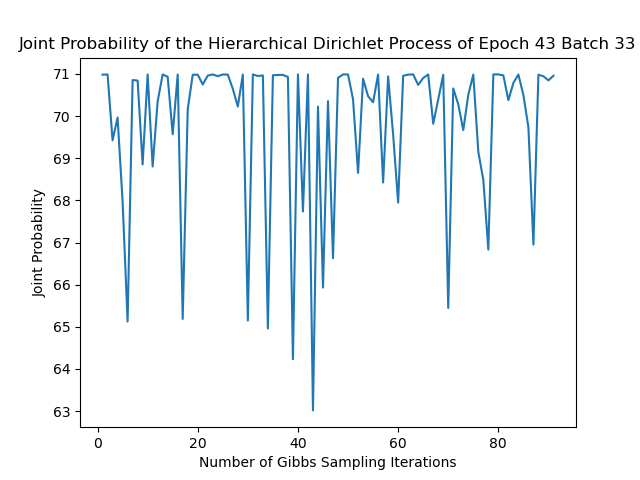 Joint Probability of the Hierarchical Dirichlet Process of Epoch 43 Batch 33
71
70
69
68
67
66
65
64
63
Joint Probability
0 20 40 60 80
Number of Gibbs Sampling Iterations